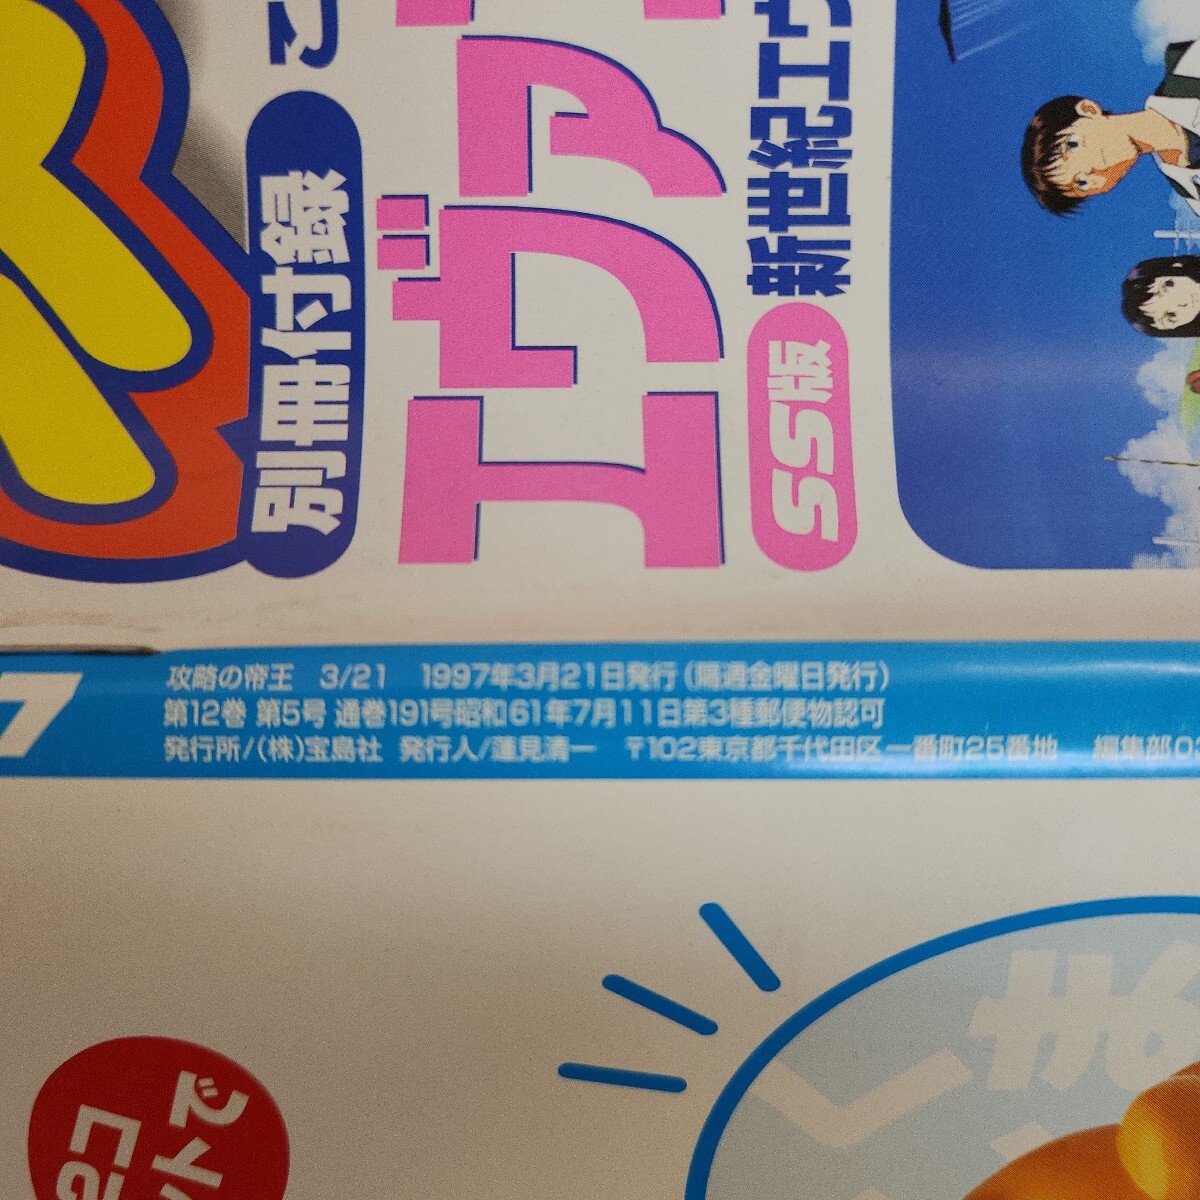 別冊付録 こ
エヴァ
SS版 新世紀エヴ
攻略の帝王 3/21 1997年3月21日発行(隔週金曜日発行)
第12巻 第5号 通巻191号昭和61年7月11日第3種郵便物認可
発行所/(株)宝島社 発行人/蓮見清一 〒102東京都千代田区一番町25番地 編集部03